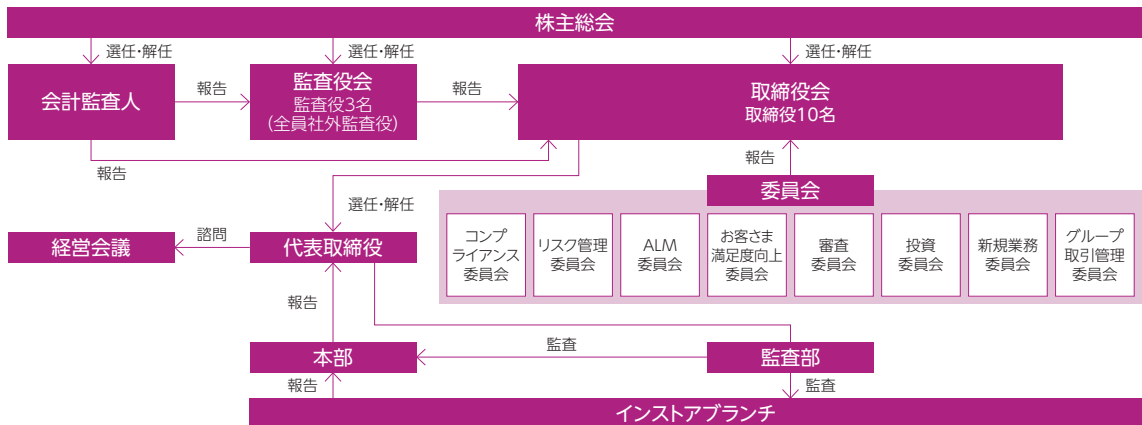 株主総会
選任・解任
選任・解任
選任・解任
会計監査人
報告
監査役会
監査役3名
(全員社外監査役)
報告
取締役会
取締役10名
報告
報告
委員会
選任・解任
経営会議
諮問
代表取締役
コンプ
ライアンス
委員会
リスク管理
委員会
ALM
委員会
お客さま
満足度向上
委員会
審査
委員会
投資
委員会
新規業務
委員会
グループ
取引管理
委員会
報告
本部
監査
監査部
報告
監査
インストアブランチ